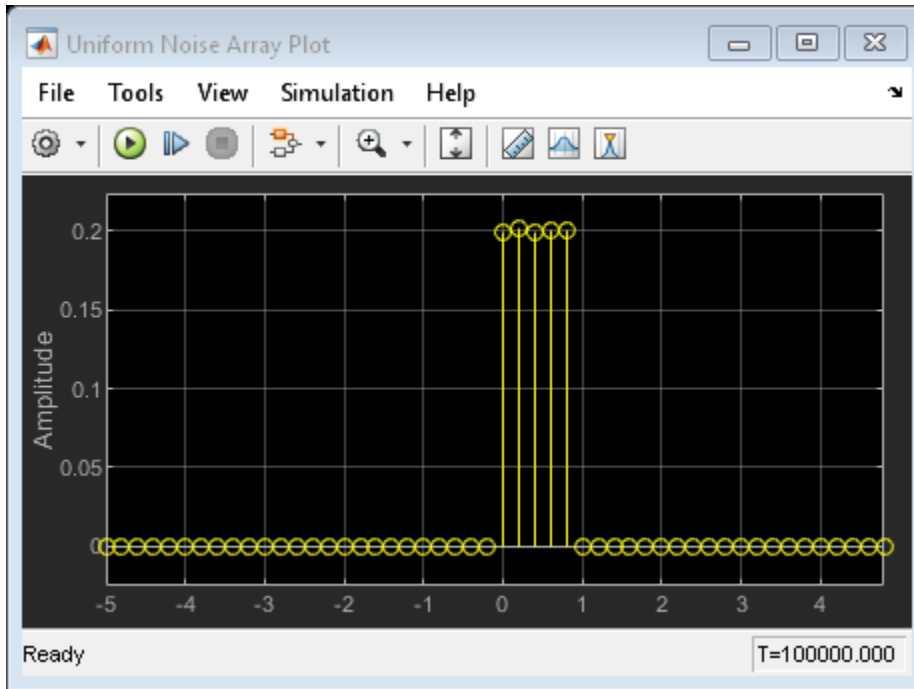 Uniform Noise Array Plot
File Tools View Simulation Help
0.2
0.15
0.1
0.05
0
Amplitude
-5 -4 -3 -2 -1 0 1 2 3 4
Ready T=100000.000